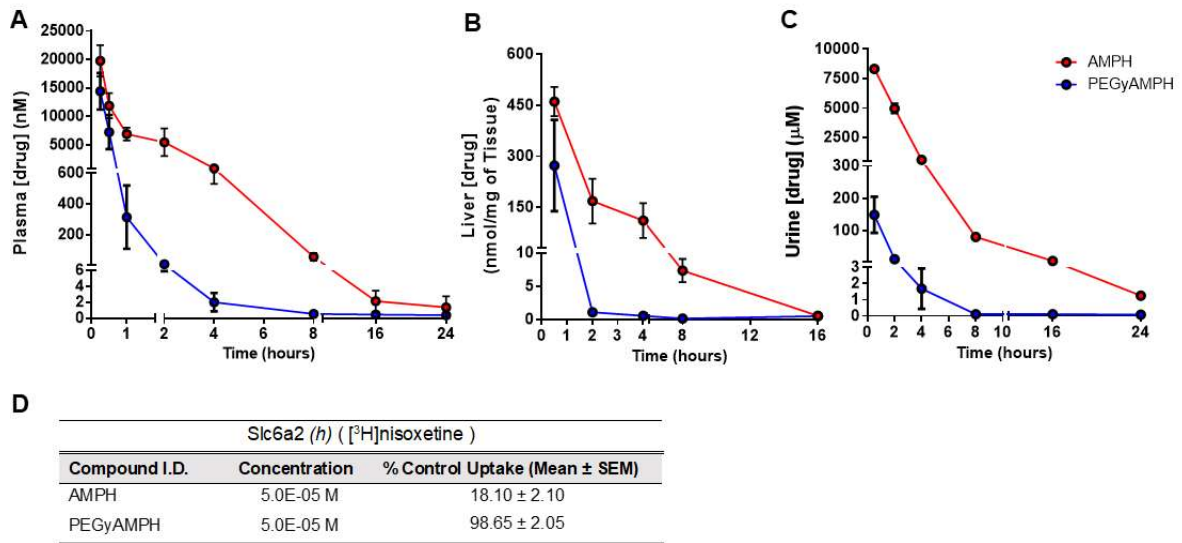 A
25000
20000
15000
10000
5000
600
400
200
6
4
2
0
0 1 2 4 6 8 16 24
Time (hours)
Plasma [drug] (nM)
B
600
450
300
150
10
5
0
0 1 2 3 4 8 12 16
Time (hours)
Liver [drug]
(nmol/mg of Tissue)
C
10000
7500
5000
2500
300
200
100
3
2
1
0
0 2 4 6 8 10 16 24
Time (hours)
Urine [drug] (µM)
AMPH
PEGyAMPH
D
Slc6a2 (h) ( [³H]nisoxetine )
Compound I.D. Concentration % Control Uptake (Mean ± SEM)
AMPH 5.0E-05 M 18.10 ± 2.10
PEGyAMPH 5.0E-05 M 98.65 ± 2.05